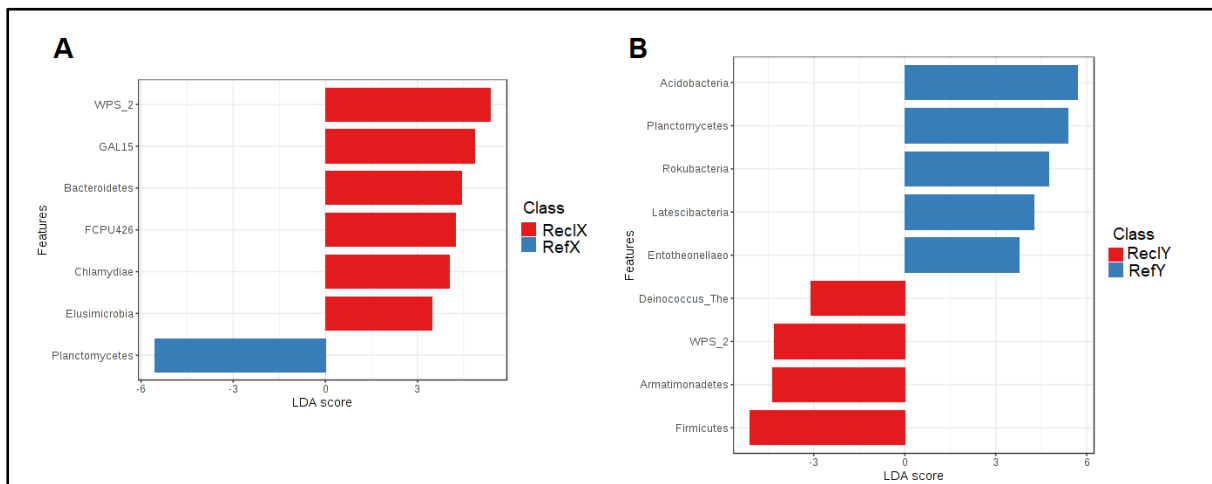 A
WPS_2
GAL15
Bacteroidetes
FCPU426
Chlamydiae
Elusimicrobia
Planctomycetes
Features
-6 -3 0 3
LDA score
Class
ReclX
RefX
B
Acidobacteria
Planctomycetes
Rokubacteria
Latescibacteria
Entotheonellaeo
Deinococcus_The
WPS_2
Armatimonadetes
Firmicutes
Features
-3 0 3 6
LDA score
Class
ReclY
RefY